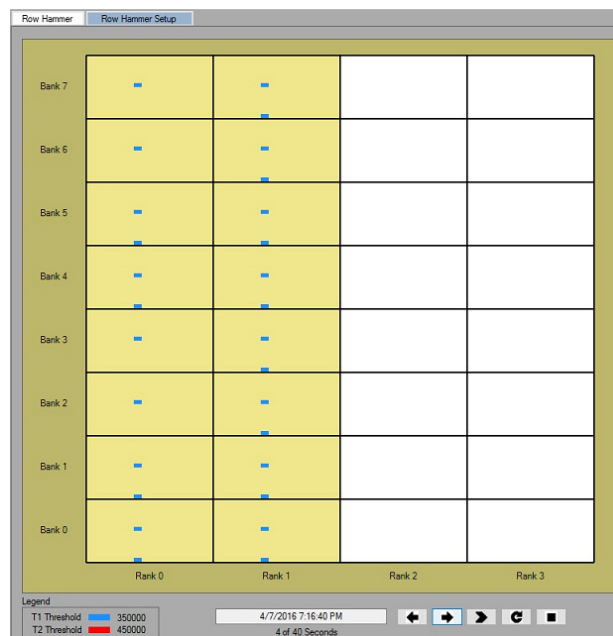 Row Hammer Row Hammer Setup
Bank 7
Bank 6
Bank 5
Bank 4
Bank 3
Bank 2
Bank 1
Bank 0
Rank 0 Rank 1 Rank 2 Rank 3
Legend
T1 Threshold 350000
T2 Threshold 450000
4/7/2016 7:16:40 PM
4 of 40 Seconds